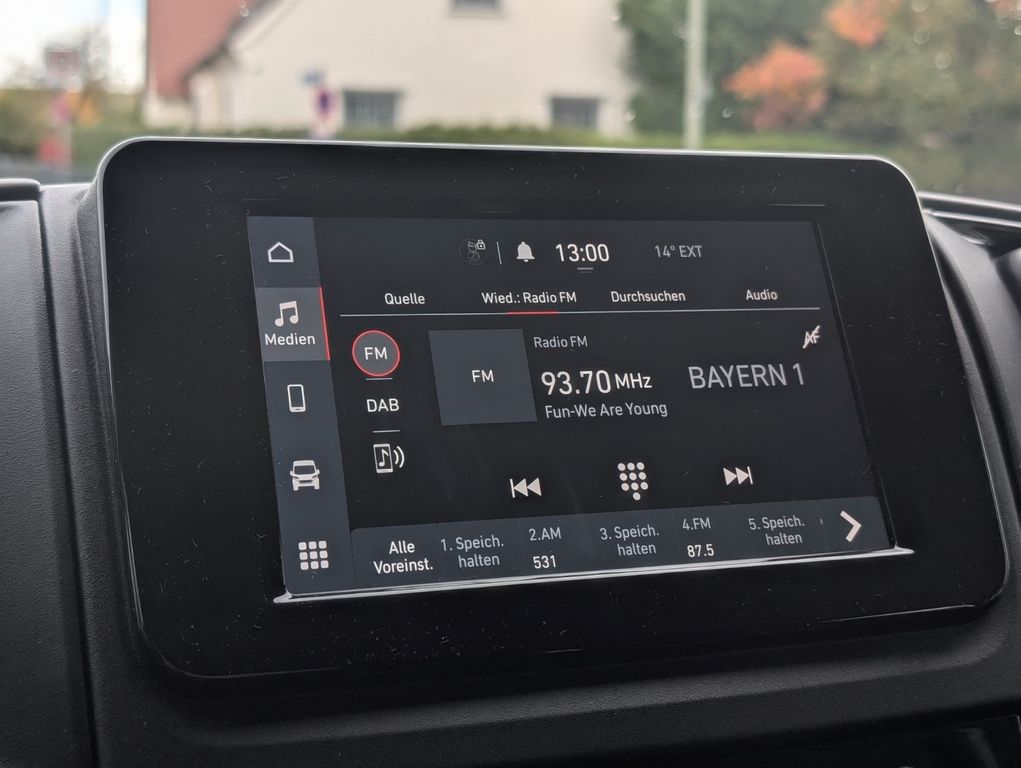 13:00
14° EXT
Quelle
Wied.: Radio FM
Durchsuchen
Audio
Medien
FM
DAB
FM
Radio FM
93.70 MHz
Fun-We Are Young
AF
BAYERN 1
Alle
Voreinst.
1. Speich.
halten
2.AM
531
3. Speich.
halten
4.FM
87.5
5. Speich.
halten